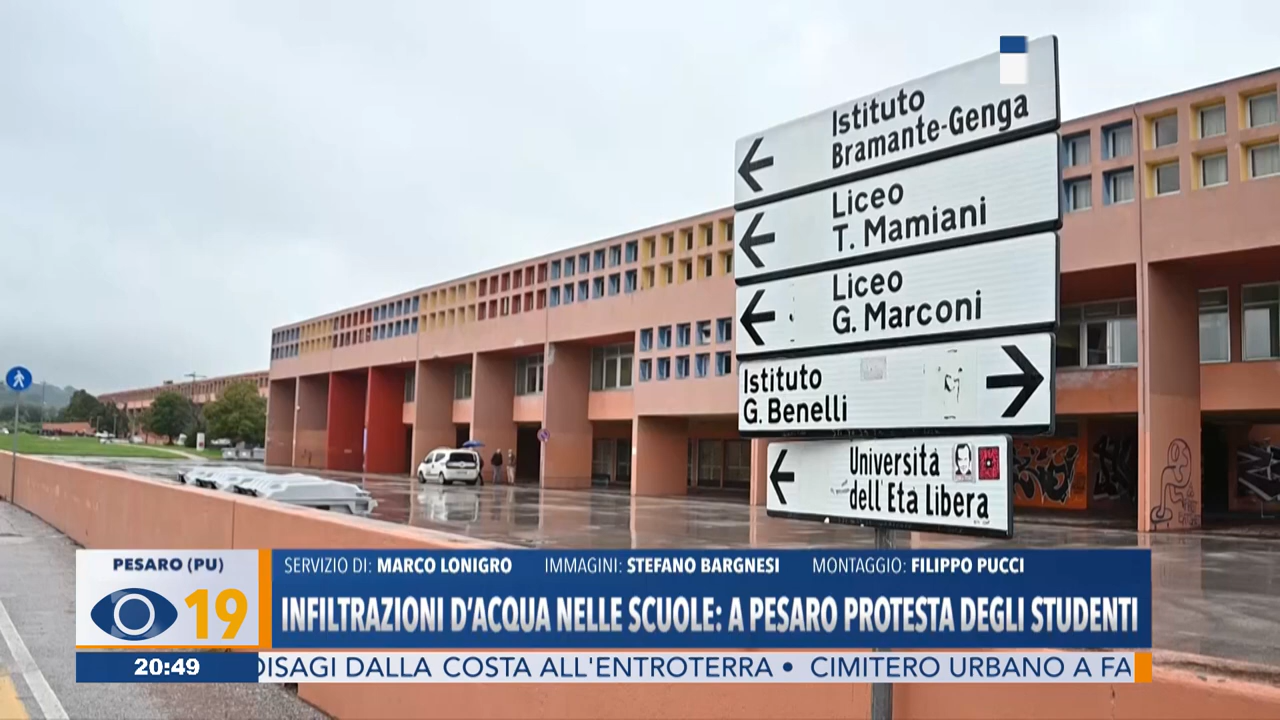 Istituto
Bramante-Genga
Liceo
T. Mamiani
Liceo
G. Marconi
Istituto
G. Benelli
Università
dell'Età Libera
PESARO (PU)
19
SERVIZIO DI: MARCO LONIGRO IMMAGINI: STEFANO BARGNESI MONTAGGIO: FILIPPO PUCCI
INFILTRAZIONI D'ACQUA NELLE SCUOLE: A PESARO PROTESTA DEGLI STUDENTI
20:49
DISAGI DALLA COSTA ALL'ENTROTERRA • CIMITERO URBANO A FA